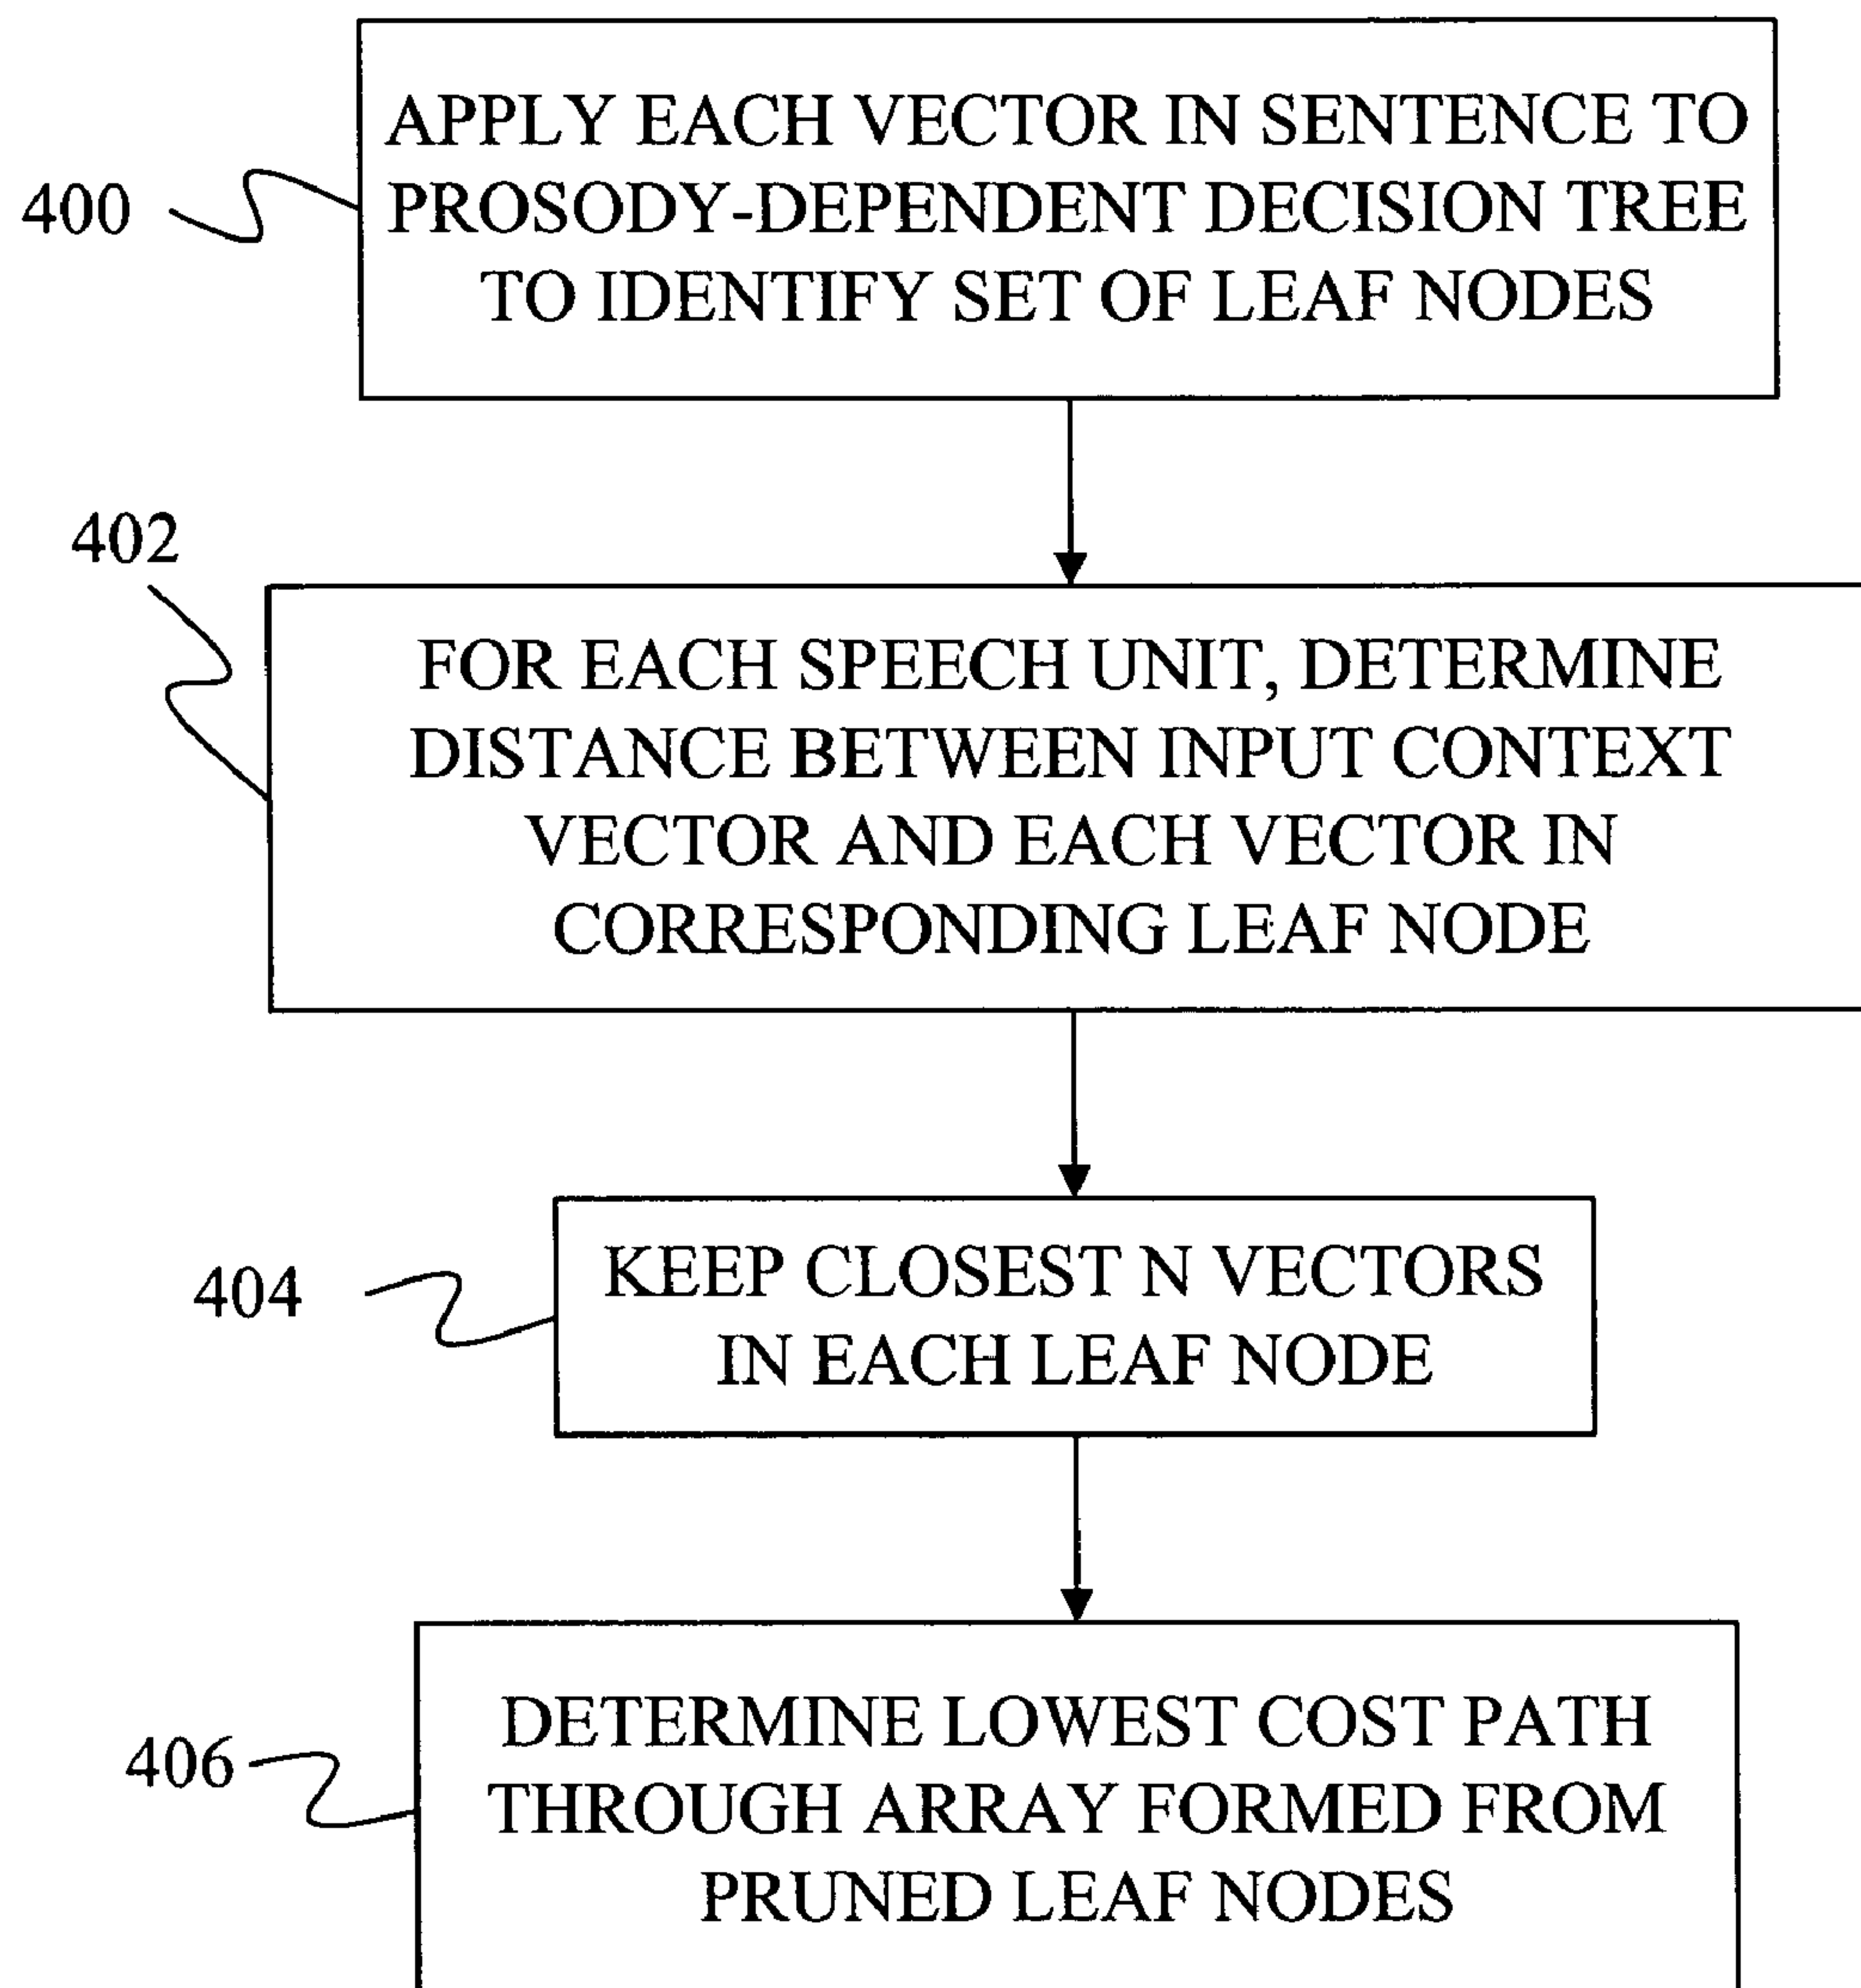 APPLY EACH VECTOR IN SENTENCE TO
400
PROSODY-DEPENDENT DECISION TREE
TO IDENTIFY SET OF LEAF NODES
402
FOR EACH SPEECH UNIT, DETERMINE
DISTANCE BETWEEN INPUT CONTEXT
VECTOR AND EACH VECTOR IN
CORRESPONDING LEAF NODE
404
KEEP CLOSEST N VECTORS
IN EACH LEAF NODE
406
DETERMINE LOWEST COST PATH
THROUGH ARRAY FORMED FROM
PRUNED LEAF NODES